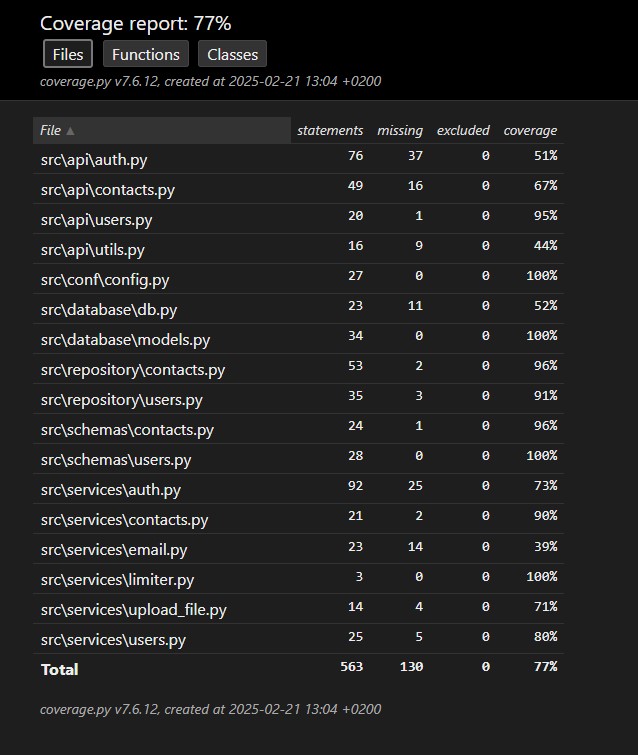 Coverage report: 77%
Files Functions Classes
coverage.py v7.6.12, created at 2025-02-21 13:04 +0200
File ▲ statements missing excluded coverage
src\api\auth.py 76 37 0 51%
src\api\contacts.py 49 16 0 67%
src\api\users.py 20 1 0 95%
src\api\utils.py 16 9 0 44%
src\conf\config.py 27 0 0 100%
src\database\db.py 23 11 0 52%
src\database\models.py 34 0 0 100%
src\repository\contacts.py 53 2 0 96%
src\repository\users.py 35 3 0 91%
src\schemas\contacts.py 24 1 0 96%
src\schemas\users.py 28 0 0 100%
src\services\auth.py 92 25 0 73%
src\services\contacts.py 21 2 0 90%
src\services\email.py 23 14 0 39%
src\services\limiter.py 3 0 0 100%
src\services\upload_file.py 14 4 0 71%
src\services\users.py 25 5 0 80%
Total 563 130 0 77%
coverage.py v7.6.12, created at 2025-02-21 13:04 +0200